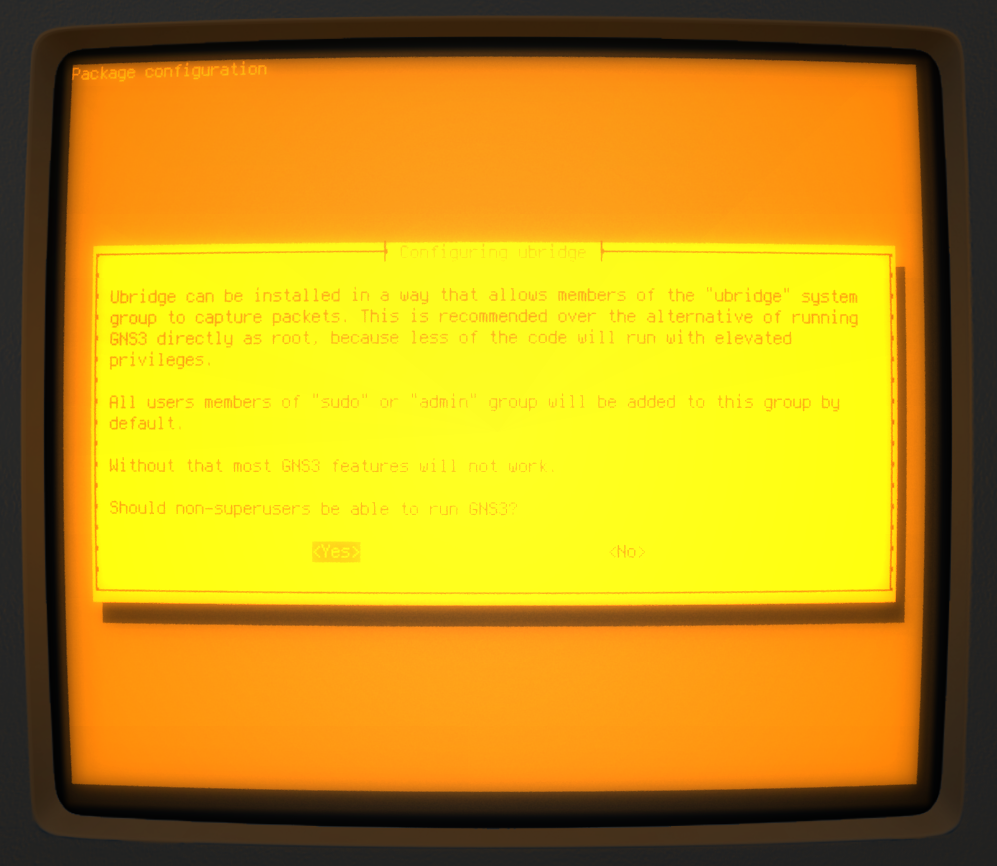 Package configuration
Configuring ubridge
Ubridge can be installed in a way that allows members of the "ubridge" system
group to capture packets. This is recommended over the alternative of running
GNS3 directly as root, because less of the code will run with elevated
privileges.
All users members of "sudo" or "admin" group will be added to this group by
default.
Without that most GNS3 features will not work.
Should non-superusers be able to run GNS3?
<Yes> <No>